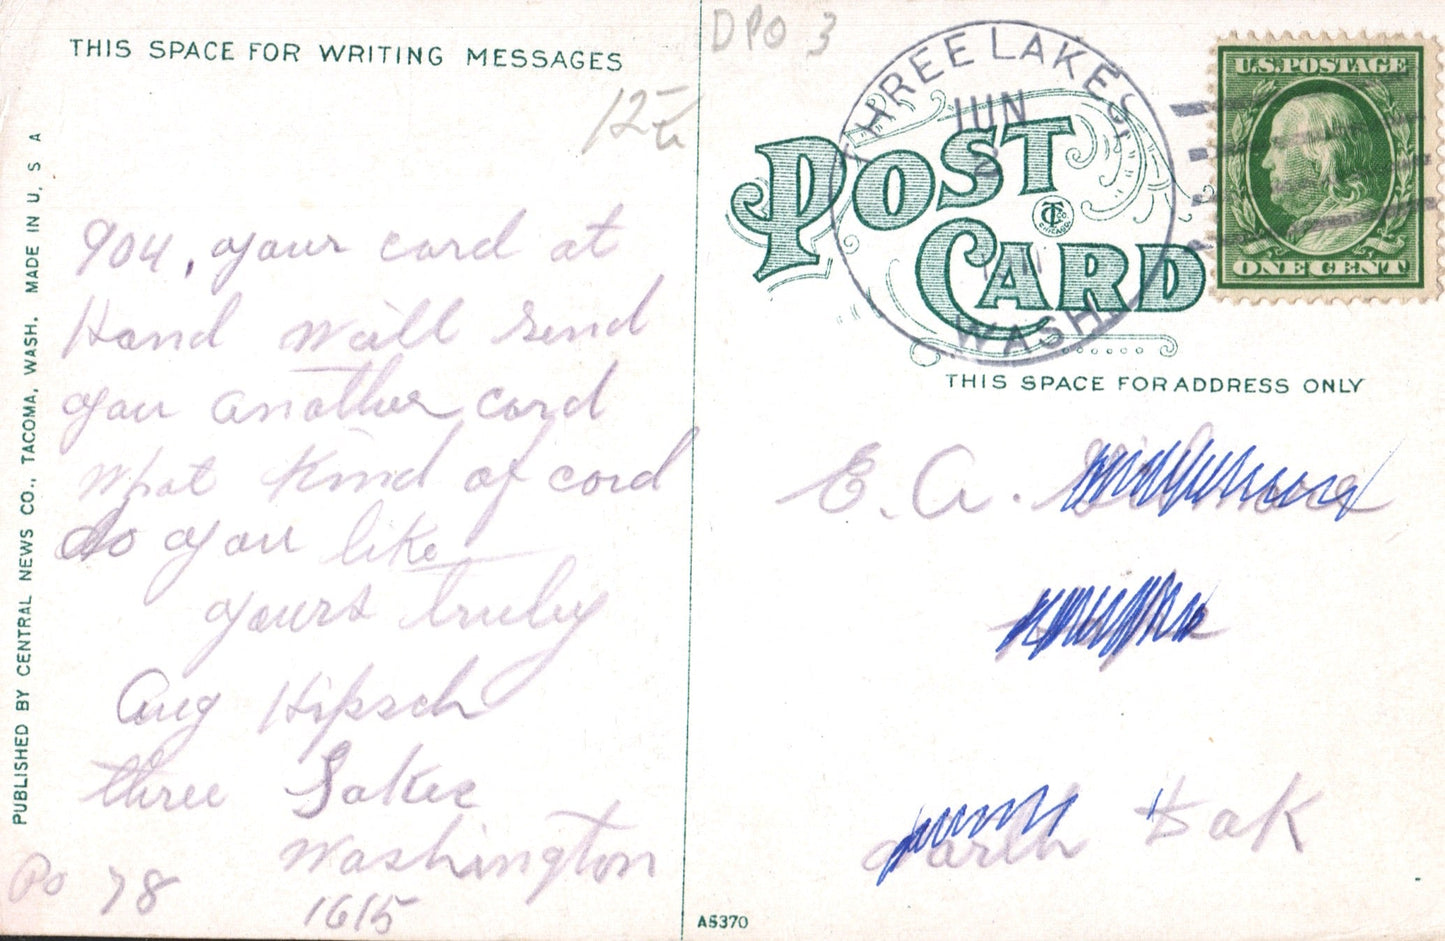 THIS SPACE FOR WRITING MESSAGES
904, your card at
Hand will send
you another card
what kind of cord
do you like
yours truly
Aug Hipsch
three Lakes
Washington
Po 78
1615
PUBLISHED BY CENTRAL NEWS CO., TACOMA, WASH. MADE IN U. S A
DPO 3
THREE LAKES,
JUN
WASH.
U.S. POSTAGE
ONE CENT
POST
CARD
THIS SPACE FOR ADDRESS ONLY
E. A.
Dak
A5370